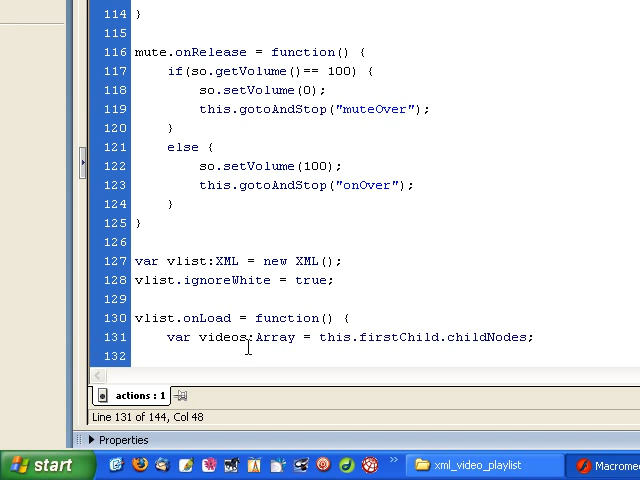 114 }
115
116 mute.onRelease = function() {
117 if(so.getVolume()== 100) {
118 so.setVolume(0);
119 this.gotoAndStop("muteOver");
120 }
121 else {
122 so.setVolume(100);
123 this.gotoAndStop("onOver");
124 }
125 }
126
127 var vlist:XML = new XML();
128 vlist.ignoreWhite = true;
129
130 vlist.onLoad = function() {
131 var videos:Array = this.firstChild.childNodes;
132
actions : 1
Line 131 of 144, Col 48
Properties
start » xml_video_playlist Macromed